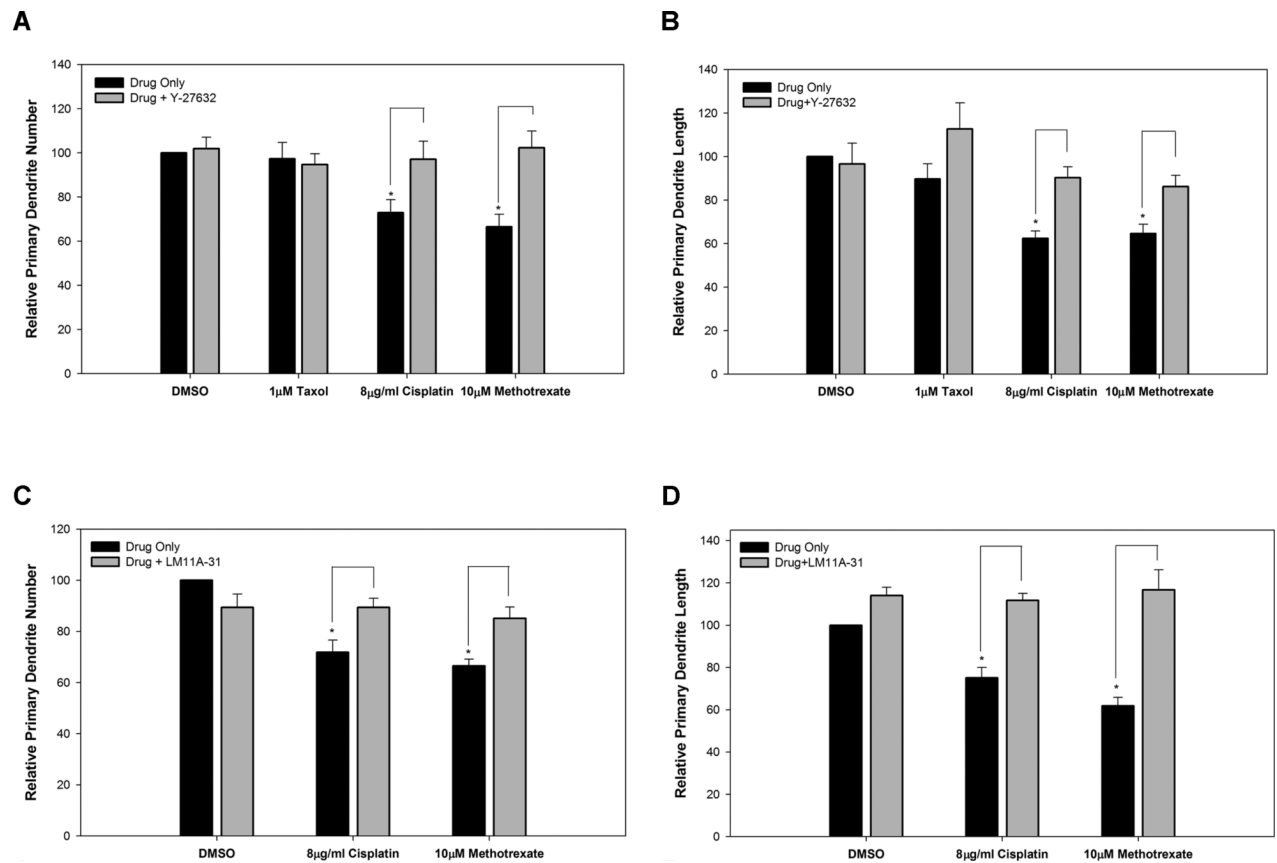 A
Relative Primary Dendrite Number
140
120
100
80
60
40
20
0
Drug Only
Drug + Y-27632
*
*
DMSO
1μM Taxol
8μg/ml Cisplatin
10μM Methotrexate
B
Relative Primary Dendrite Length
140
120
100
80
60
40
20
0
Drug Only
Drug+Y-27632
*
*
DMSO
1μM Taxol
8μg/ml Cisplatin
10μM Methotrexate
C
Relative Primary Dendrite Number
120
100
80
60
40
20
0
Drug Only
Drug + LM11A-31
*
*
DMSO
8μg/ml Cisplatin
10μM Methotrexate
D
Relative Primary Dendrite Length
140
120
100
80
60
40
20
0
Drug Only
Drug+LM11A-31
*
*
DMSO
8μg/ml Cisplatin
10μM Methotrexate